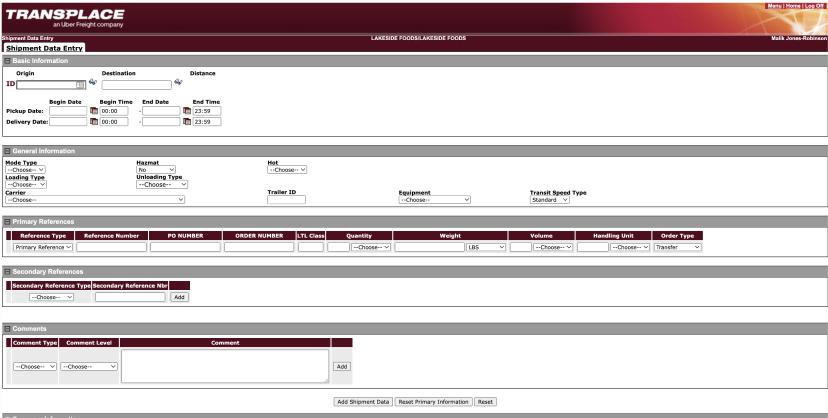 Menu | Home | Log Off
TRANSPLACE
an Uber Freight company
Shipment Data Entry LAKESIDE FOODS/LAKESIDE FOODS Malik Jones-Robinson
Shipment Data Entry
Basic Information
Origin Destination Distance
ID
Begin Date Begin Time End Date End Time
Pickup Date: 00:00 - 23:59
Delivery Date: 00:00 - 23:59
General Information
Mode Type Hazmat Hot
--Choose-- No --Choose--
Loading Type Unloading Type
--Choose-- --Choose--
Carrier Trailer ID Equipment Transit Speed Type
--Choose-- --Choose-- Standard
Primary References
Reference Type Reference Number PO NUMBER ORDER NUMBER LTL Class Quantity Weight Volume Handling Unit Order Type
Primary Reference --Choose-- LBS --Choose-- --Choose-- Transfer
Secondary References
Secondary Reference Type Secondary Reference Nbr
--Choose-- Add
Comments
Comment Type Comment Level Comment
--Choose-- --Choose-- Add
Add Shipment Data Reset Primary Information Reset